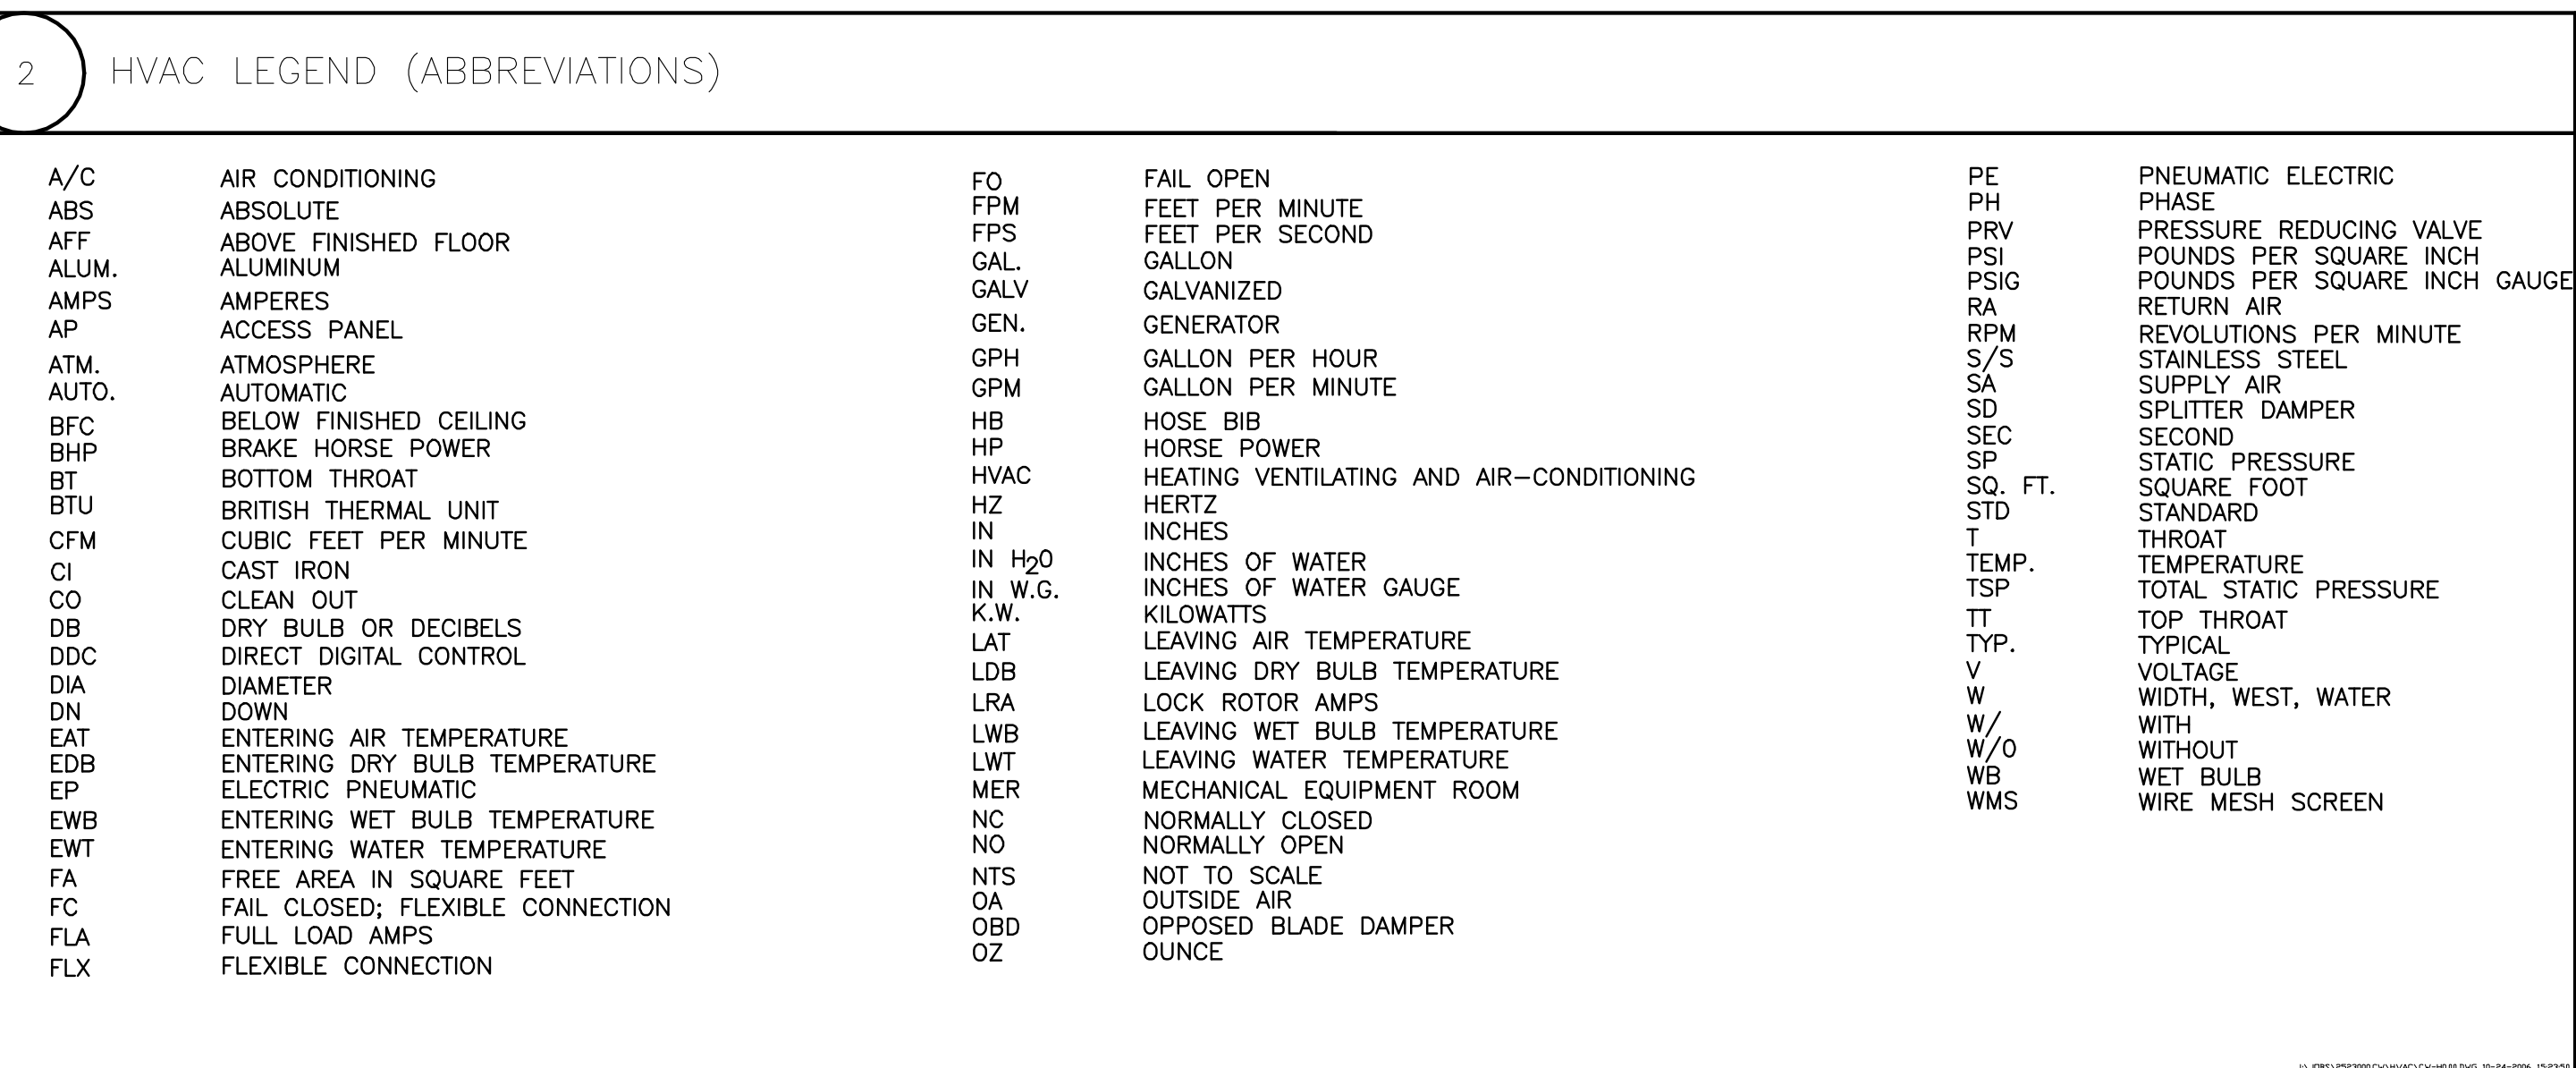 2 HVAC LEGEND (ABBREVIATIONS)
A/C AIR CONDITIONING
ABS ABSOLUTE
AFF ABOVE FINISHED FLOOR
ALUM. ALUMINUM
AMPS AMPERES
AP ACCESS PANEL
ATM. ATMOSPHERE
AUTO. AUTOMATIC
BFC BELOW FINISHED CEILING
BHP BRAKE HORSE POWER
BT BOTTOM THROAT
BTU BRITISH THERMAL UNIT
CFM CUBIC FEET PER MINUTE
CI CAST IRON
CO CLEAN OUT
DB DRY BULB OR DECIBELS
DDC DIRECT DIGITAL CONTROL
DIA DIAMETER
DN DOWN
EAT ENTERING AIR TEMPERATURE
EDB ENTERING DRY BULB TEMPERATURE
EP ELECTRIC PNEUMATIC
EWB ENTERING WET BULB TEMPERATURE
EWT ENTERING WATER TEMPERATURE
FA FREE AREA IN SQUARE FEET
FC FAIL CLOSED; FLEXIBLE CONNECTION
FLA FULL LOAD AMPS
FLX FLEXIBLE CONNECTION
FO FAIL OPEN
FPM FEET PER MINUTE
FPS FEET PER SECOND
GAL. GALLON
GALV GALVANIZED
GEN. GENERATOR
GPH GALLON PER HOUR
GPM GALLON PER MINUTE
HB HOSE BIB
HP HORSE POWER
HVAC HEATING VENTILATING AND AIR-CONDITIONING
HZ HERTZ
IN INCHES
IN H2O INCHES OF WATER
IN W.G. INCHES OF WATER GAUGE
K.W. KILOWATTS
LAT LEAVING AIR TEMPERATURE
LDB LEAVING DRY BULB TEMPERATURE
LRA LOCK ROTOR AMPS
LWB LEAVING WET BULB TEMPERATURE
LWT LEAVING WATER TEMPERATURE
MER MECHANICAL EQUIPMENT ROOM
NC NORMALLY CLOSED
NO NORMALLY OPEN
NTS NOT TO SCALE
OA OUTSIDE AIR
OBD OPPOSED BLADE DAMPER
OZ OUNCE
PE PNEUMATIC ELECTRIC
PH PHASE
PRV PRESSURE REDUCING VALVE
PSI POUNDS PER SQUARE INCH
PSIG POUNDS PER SQUARE INCH GAUGE
RA RETURN AIR
RPM REVOLUTIONS PER MINUTE
S/S STAINLESS STEEL
SA SUPPLY AIR
SD SPLITTER DAMPER
SEC SECOND
SP STATIC PRESSURE
SQ. FT. SQUARE FOOT
STD STANDARD
T THROAT
TEMP. TEMPERATURE
TSP TOTAL STATIC PRESSURE
TT TOP THROAT
TYP. TYPICAL
V VOLTAGE
W WIDTH, WEST, WATER
W/ WITH
W/O WITHOUT
WB WET BULB
WMS WIRE MESH SCREEN